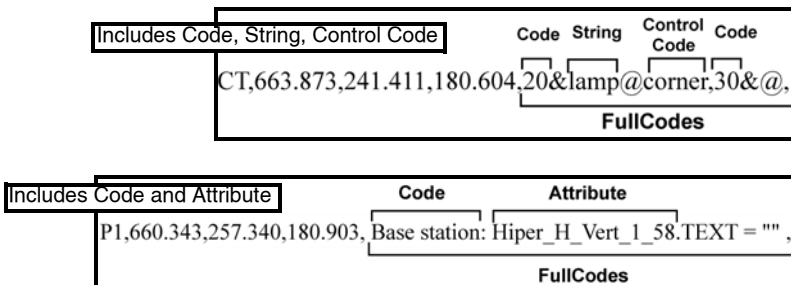 Includes Code, String, Control Code
Code String Control Code Code
CT,663.873,241.411,180.604,20&lamp@corner,30&@,
FullCodes
Includes Code and Attribute
Code Attribute
P1,660.343,257.340,180.903, Base station: Hiper_H_Vert_1_58.TEXT = "" ,
FullCodes